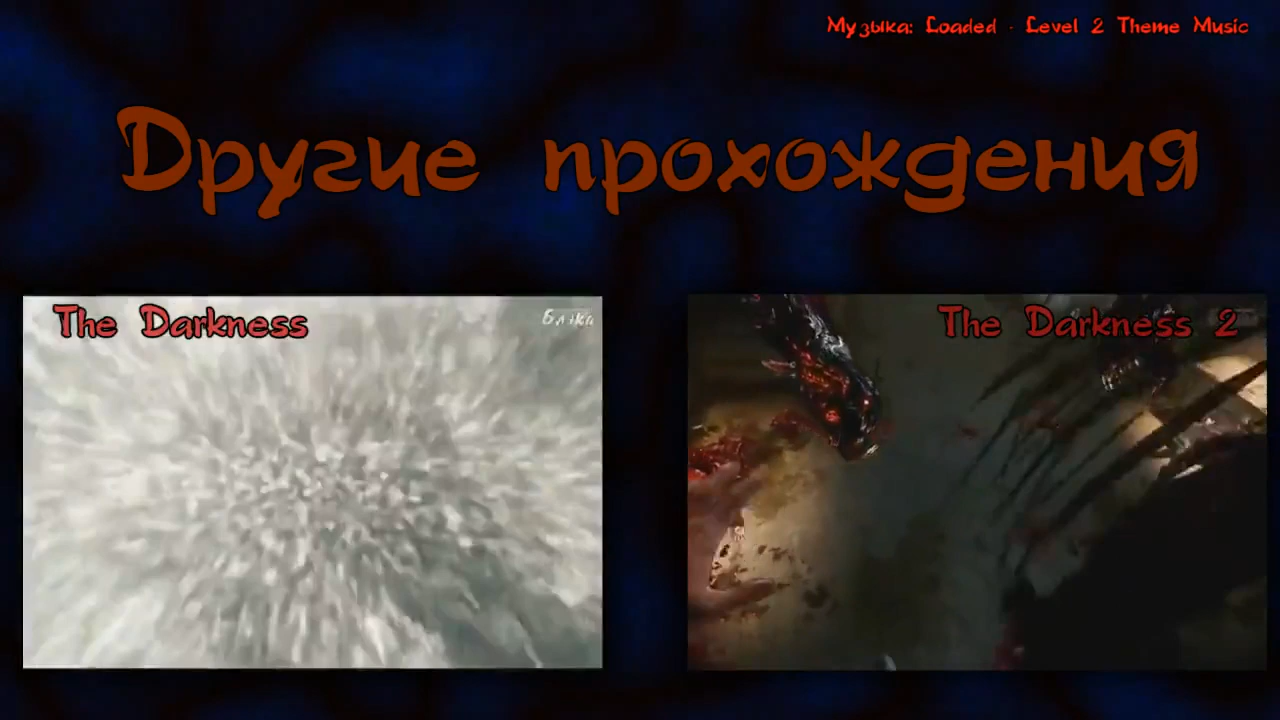 Музыка: Loaded - Level 2 Theme Music
Другие прохождения
The Darkness
The Darkness 2